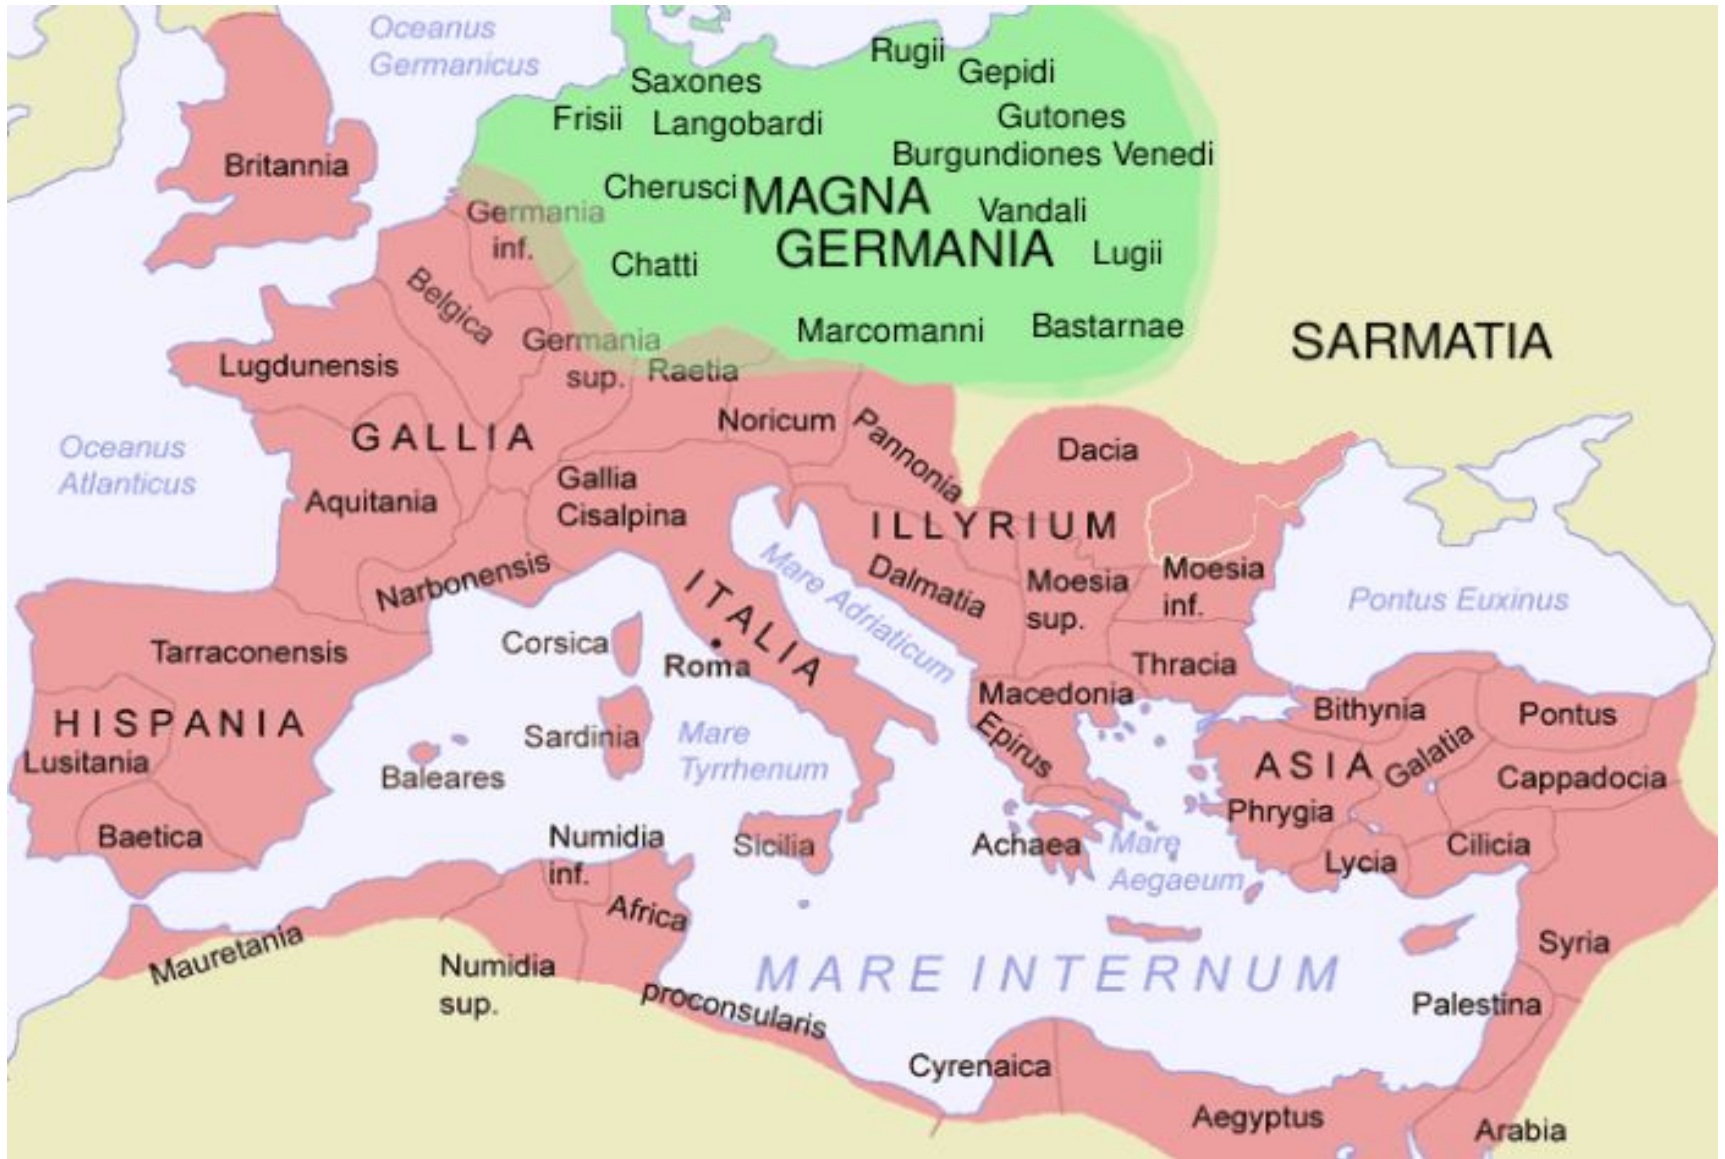 Oceanus
Germanicus
Rugii
Gepidi
Saxones
Frisii
Langobardi
Gutones
Burgundiones
Venedi
Britannia
Cherusci
MAGNA
GERMANIA
Vandali
Lugii
Germania
inf.
Chatti
Belgica
Marcomanni
Bastarnae
SARMATIA
Germania
sup.
Raetia
Lugdunensis
Noricum
Pannonia
Dacia
GALLIA
Oceanus
Atlanticus
Aquitania
Gallia
Cisalpina
ILLYRIUM
Narbonensis
Mare Adriaticum
Dalmatia
Moesia
sup.
Moesia
inf.
Pontus Euxinus
ITALIA
Corsica
Roma
Tarraconensis
Thracia
Macedonia
HISPANIA
Epirus
Bithynia
Pontus
Lusitania
Sardinia
Mare
Tyrrhenum
Baleares
ASIA
Galatia
Cappadocia
Phrygia
Baetica
Numidia
inf.
Sicilia
Achaea
Mare
Aegaeum
Lycia
Cilicia
Africa
proconsularis
Mauretania
Numidia
sup.
MARE INTERNUM
Syria
Palestina
Cyrenaica
Aegyptus
Arabia